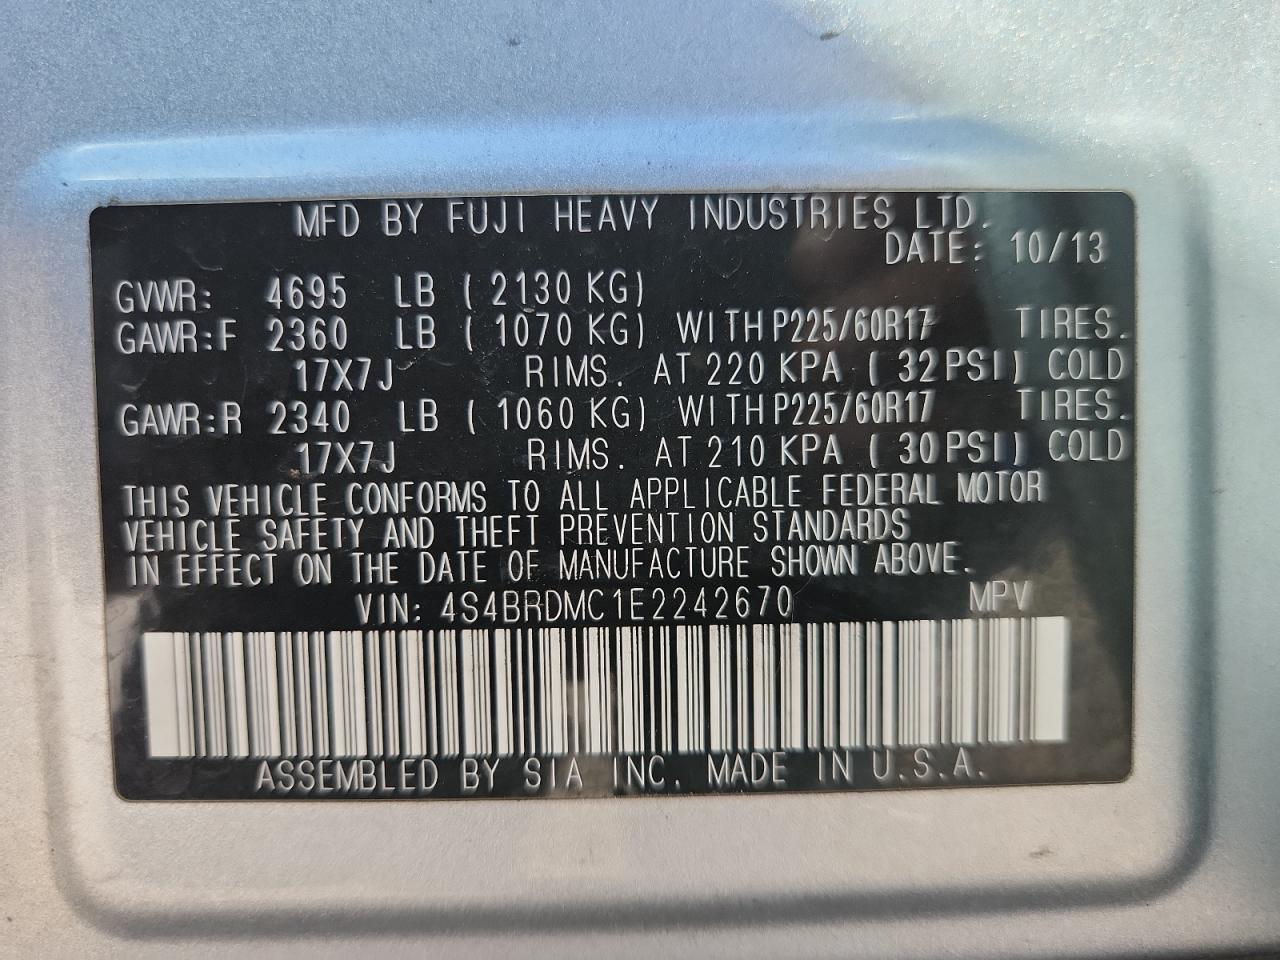 MFD BY FUJI HEAVY INDUSTRIES LTD.
DATE: 10/13
GVWR: 4695 LB ( 2130 KG)
GAWR:F 2360 LB ( 1070 KG) WITH P225/60R17 TIRES.
17X7J RIMS. AT 220 KPA ( 32 PSI) COLD
GAWR:R 2340 LB ( 1060 KG) WITH P225/60R17 TIRES.
17X7J RIMS. AT 210 KPA ( 30 PSI) COLD
THIS VEHICLE CONFORMS TO ALL APPLICABLE FEDERAL MOTOR
VEHICLE SAFETY AND THEFT PREVENTION STANDARDS
IN EFFECT ON THE DATE OF MANUFACTURE SHOWN ABOVE.
VIN: 4S4BRDMC1E2242670 MPV
ASSEMBLED BY SIA INC. MADE IN U.S.A.